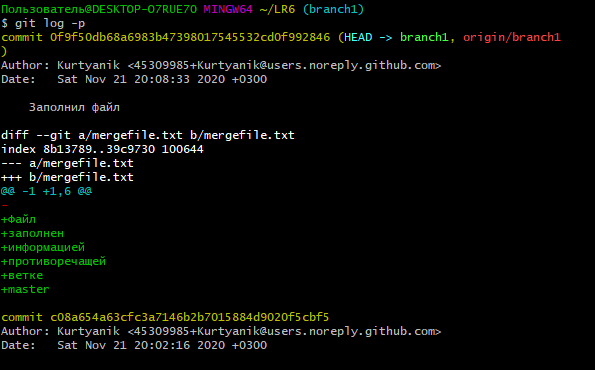 Пользователь@DESKTOP-O7RUE7O MINGW64 ~/LR6 (branch1)
$ git log -p
commit 0f9f50db68a6983b47398017545532cd0f992846 (HEAD -> branch1, origin/branch1
)
Author: Kurtyanik <45309985+Kurtyanik@users.noreply.github.com>
Date:   Sat Nov 21 20:08:33 2020 +0300

    Заполнил файл

diff --git a/mergefile.txt b/mergefile.txt
index 8b13789..39c9730 100644
--- a/mergefile.txt
+++ b/mergefile.txt
@@ -1 +1,6 @@
-
+Файл
+заполнен
+информацией
+противоречащей
+ветке
+master

commit c08a654a63cfc3a7146b2b7015884d9020f5cbf5
Author: Kurtyanik <45309985+Kurtyanik@users.noreply.github.com>
Date:   Sat Nov 21 20:02:16 2020 +0300